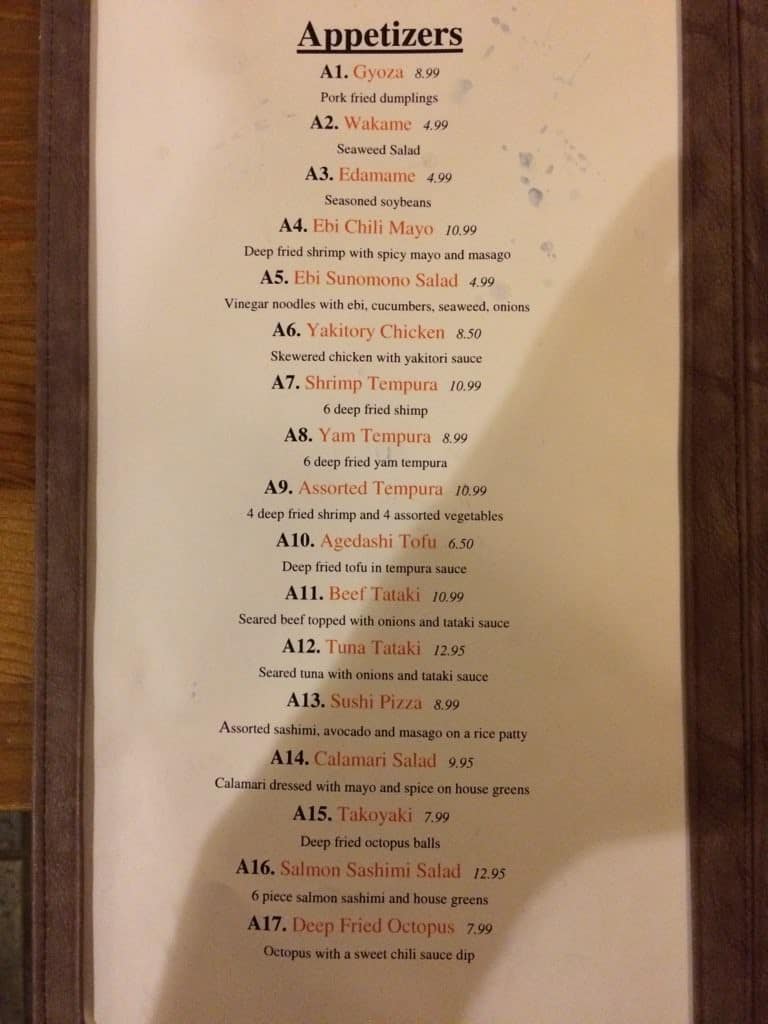 Appetizers
A1. Gyoza 8.99
Pork fried dumplings
A2. Wakame 4.99
Seaweed Salad
A3. Edamame 4.99
Seasoned soybeans
A4. Ebi Chili Mayo 10.99
Deep fried shrimp with spicy mayo and masago
A5. Ebi Sunomono Salad 4.99
Vinegar noodles with ebi, cucumbers, seaweed, onions
A6. Yakitory Chicken 8.50
Skewered chicken with yakitori sauce
A7. Shrimp Tempura 10.99
6 deep fried shimp
A8. Yam Tempura 8.99
6 deep fried yam tempura
A9. Assorted Tempura 10.99
4 deep fried shrimp and 4 assorted vegetables
A10. Agedashi Tofu 6.50
Deep fried tofu in tempura sauce
A11. Beef Tataki 10.99
Seared beef topped with onions and tataki sauce
A12. Tuna Tataki 12.95
Seared tuna with onions and tataki sauce
A13. Sushi Pizza 8.99
Assorted sashimi, avocado and masago on a rice patty
A14. Calamari Salad 9.95
Calamari dressed with mayo and spice on house greens
A15. Takoyaki 7.99
Deep fried octopus balls
A16. Salmon Sashimi Salad 12.95
6 piece salmon sashimi and house greens
A17. Deep Fried Octopus 7.99
Octopus with a sweet chili sauce dip